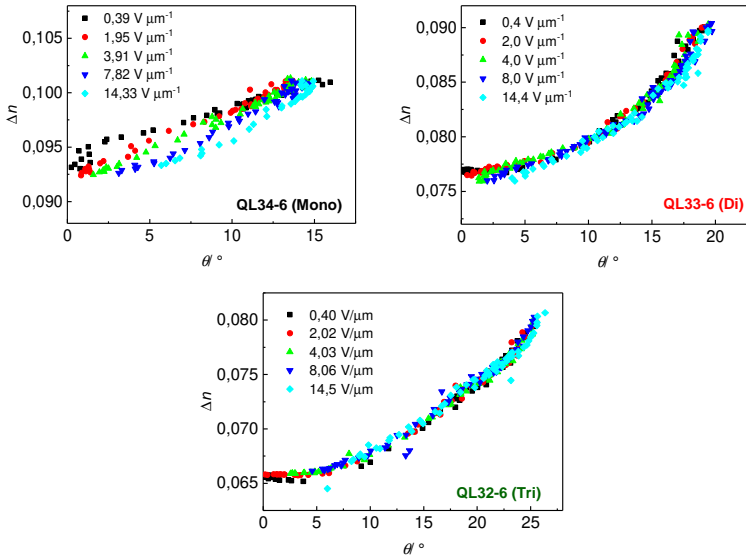 0,105
0,100
0,095
0,090
Δn
0,39 V µm⁻¹
1,95 V µm⁻¹
3,91 V µm⁻¹
7,82 V µm⁻¹
14,33 V µm⁻¹
QL34-6 (Mono)
0 5 10 15
θ/ °
0,090
0,085
0,080
0,075
Δn
0,4 V µm⁻¹
2,0 V µm⁻¹
4,0 V µm⁻¹
8,0 V µm⁻¹
14,4 V µm⁻¹
QL33-6 (Di)
0 5 10 15 20
θ/ °
0,080
0,075
0,070
0,065
Δn
0,40 V/µm
2,02 V/µm
4,03 V/µm
8,06 V/µm
14,5 V/µm
QL32-6 (Tri)
0 5 10 15 20 25
θ/ °